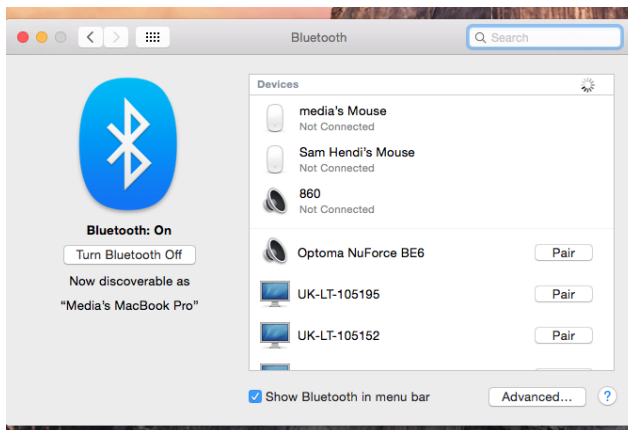 Bluetooth
Search
Devices
media's Mouse
Not Connected
Sam Hendi's Mouse
Not Connected
860
Not Connected
Optoma NuForce BE6
Pair
UK-LT-105195
Pair
UK-LT-105152
Pair
Bluetooth: On
Turn Bluetooth Off
Now discoverable as
“Media's MacBook Pro”
Show Bluetooth in menu bar
Advanced...
?